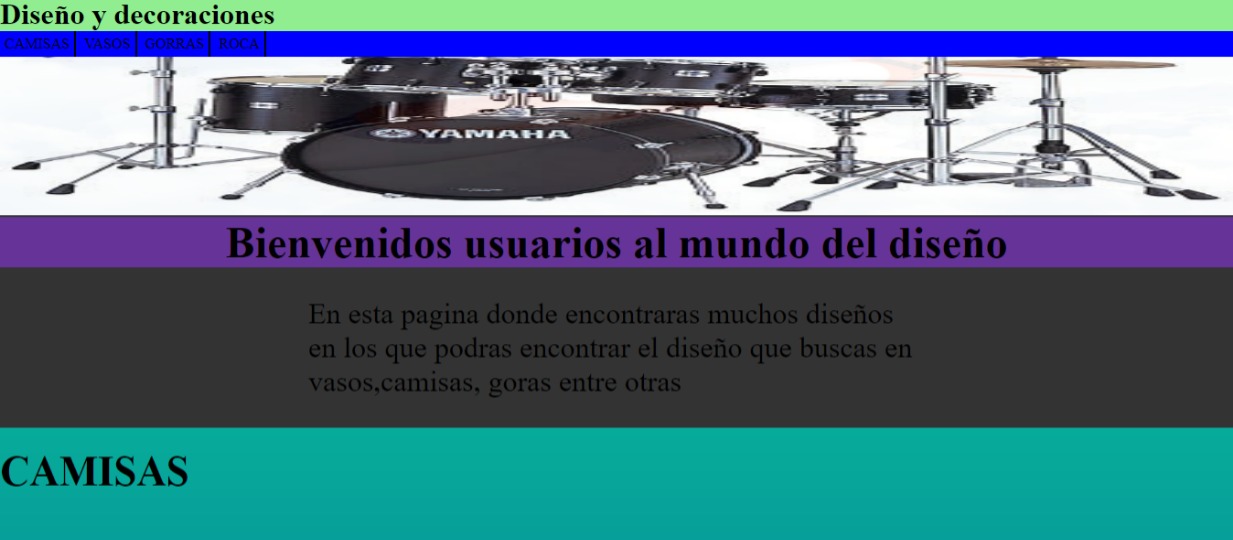 Diseño y decoraciones
CAMISAS VASOS GORRAS ROCA
YAMAHA
Bienvenidos usuarios al mundo del diseño
En esta pagina donde encontraras muchos diseños
en los que podras encontrar el diseño que buscas en
vasos,camisas, goras entre otras
CAMISAS